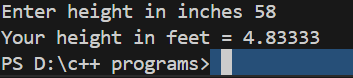 Enter height in inches 58
Your height in feet = 4.83333
PS D:\c++ programs>